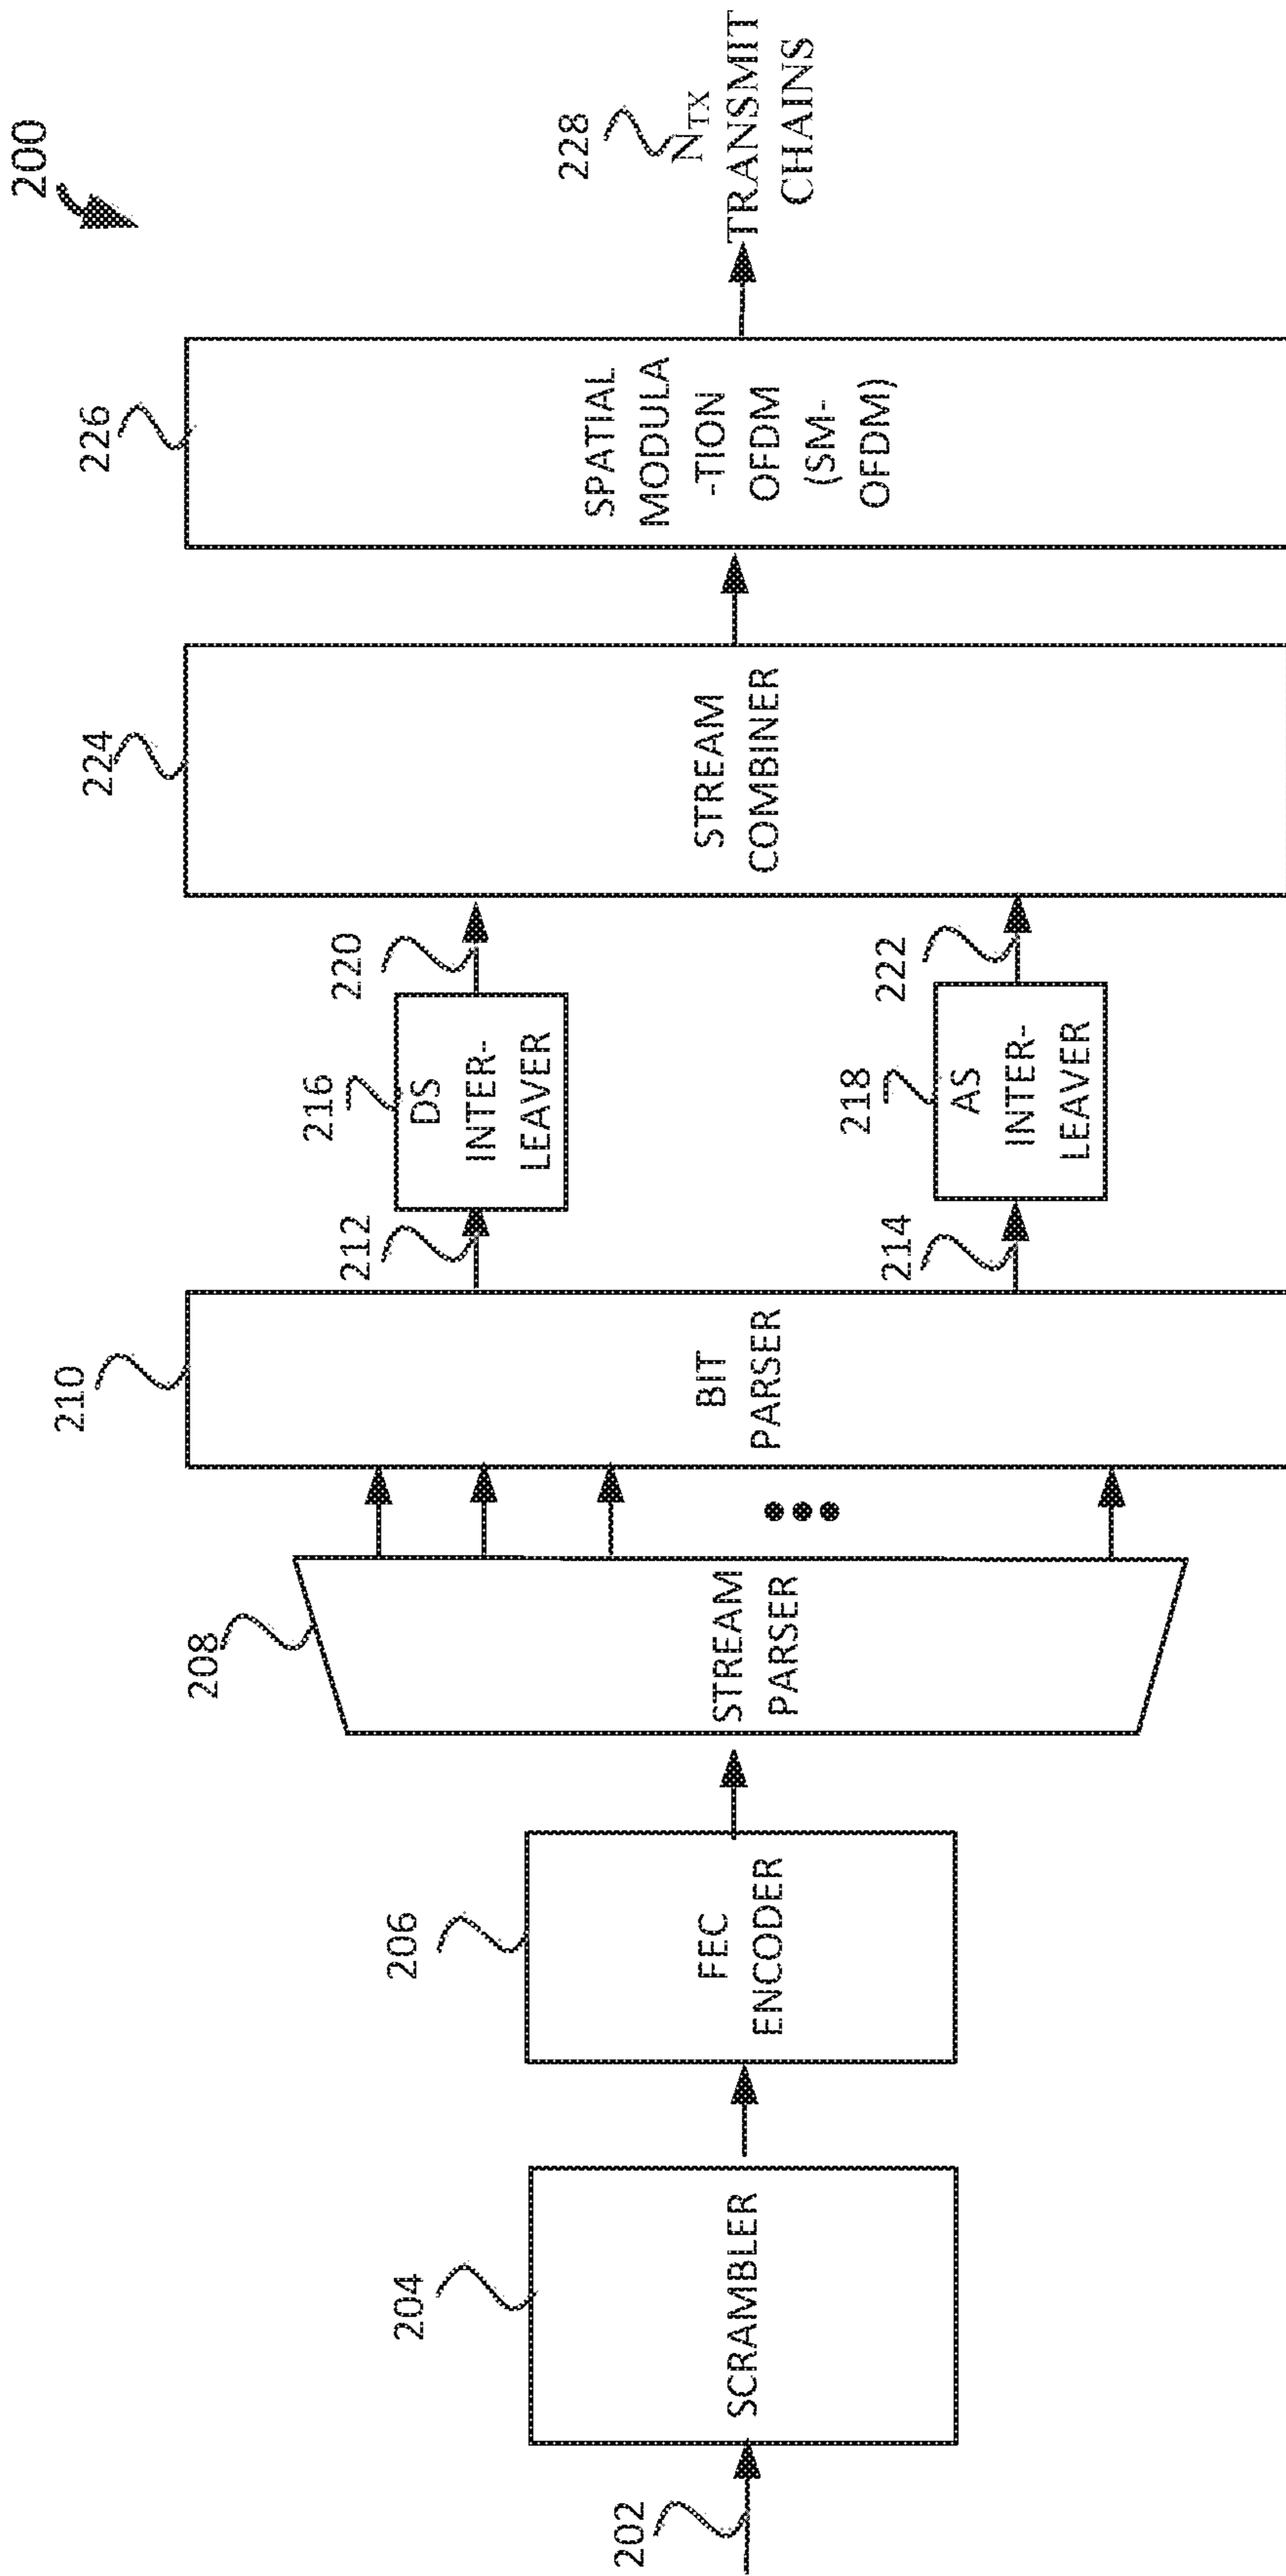 200
202
204
SCRAMBLER
206
FEC
ENCODER
208
STREAM
PARSER
210
BIT
PARSER
212
216
DS
INTER-
LEAVER
220
214
218
AS
INTER-
LEAVER
222
224
STREAM
COMBINER
226
SPATIAL
MODULA
-TION
OFDM
(SM-
OFDM)
228
NTX
TRANSMIT
CHAINS